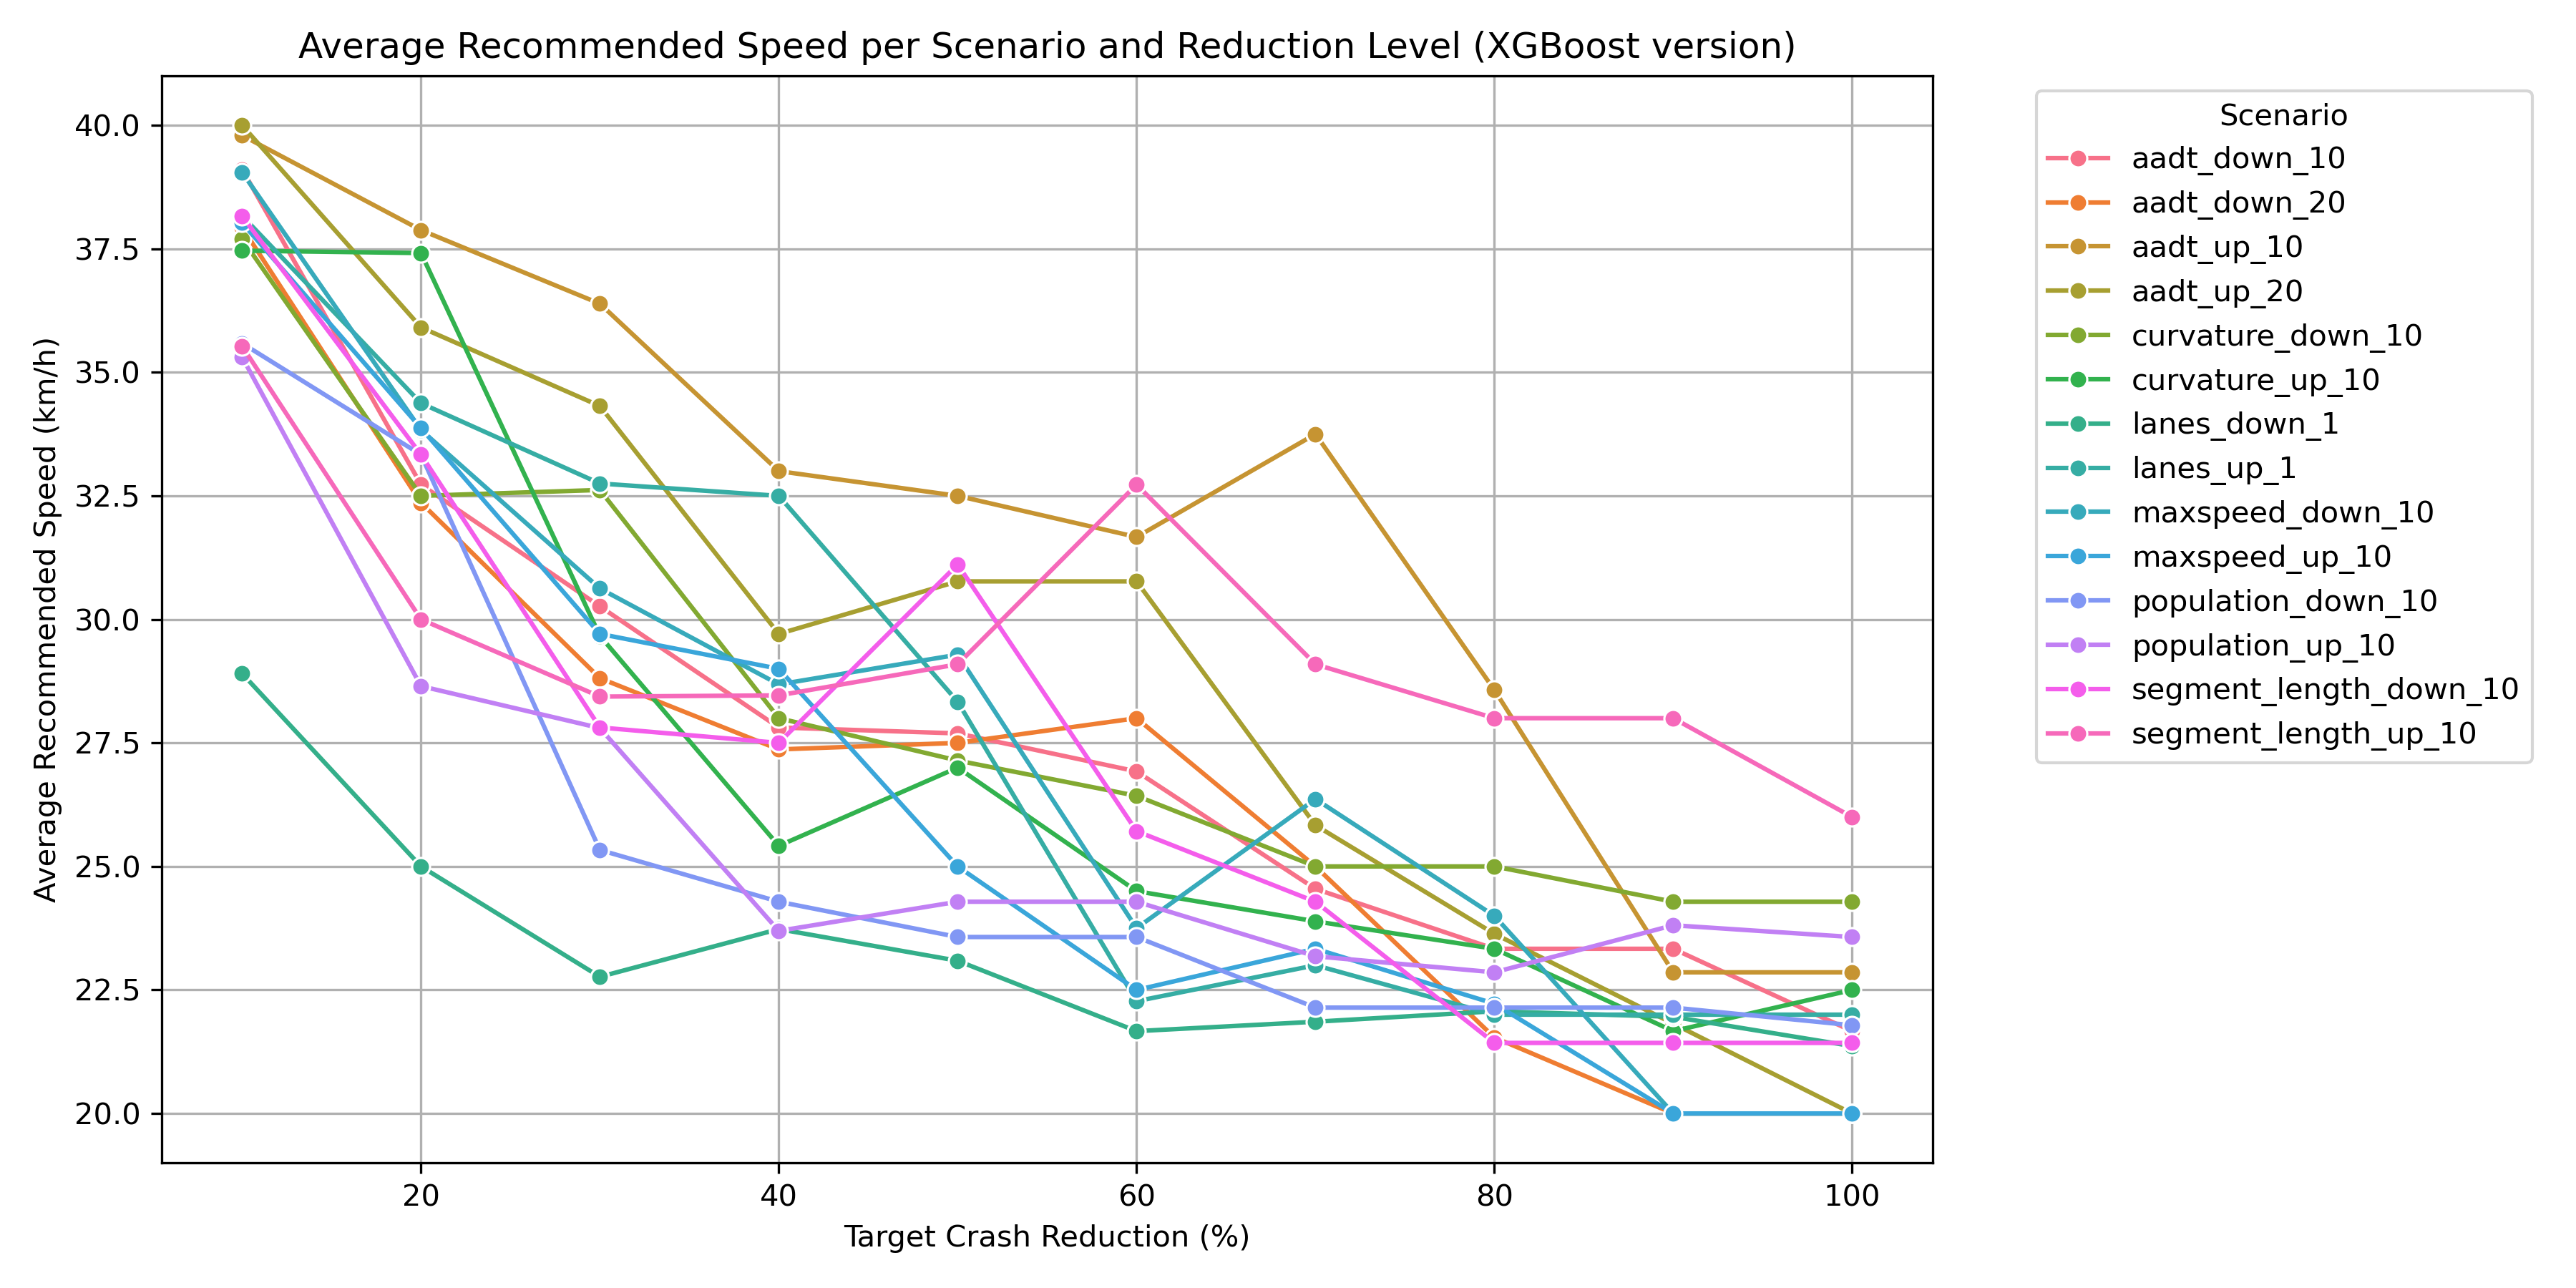 Average Recommended Speed per Scenario and Reduction Level (XGBoost version)
Average Recommended Speed (km/h)
40.0
37.5
35.0
32.5
30.0
27.5
25.0
22.5
20.0
20
40
60
80
100
Target Crash Reduction (%)
Scenario
aadt_down_10
aadt_down_20
aadt_up_10
aadt_up_20
curvature_down_10
curvature_up_10
lanes_down_1
lanes_up_1
maxspeed_down_10
maxspeed_up_10
population_down_10
population_up_10
segment_length_down_10
segment_length_up_10